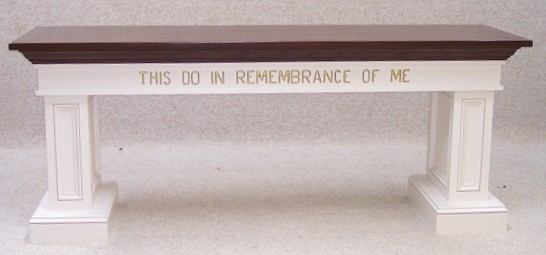 THIS DO IN REMEMBRANCE OF ME